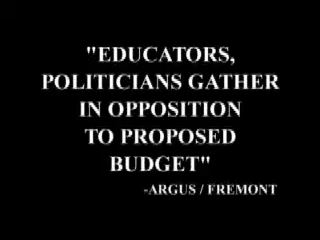 "EDUCATORS,
POLITICIANS GATHER
IN OPPOSITION
TO PROPOSED
BUDGET"
-ARGUS / FREMONT